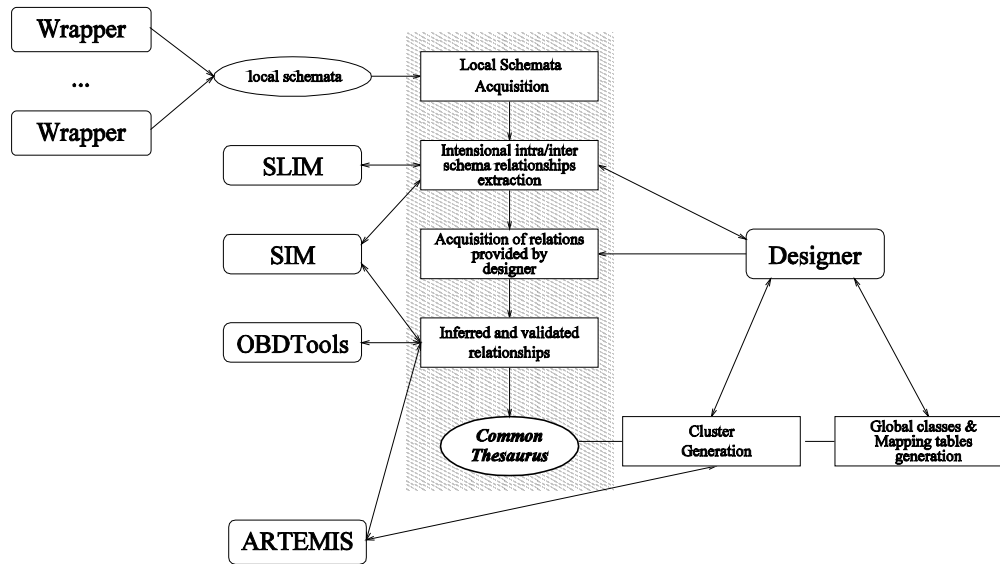 Wrapper
...
Wrapper
local schemata
Local Schemata
Acquisition
SLIM
Intensional intra/inter
schema relationships
extraction
SIM
Acquisition of relations
provided by
designer
Designer
OBDTools
Inferred and validated
relationships
Common
Thesaurus
Cluster
Generation
Global classes &
Mapping tables
generation
ARTEMIS